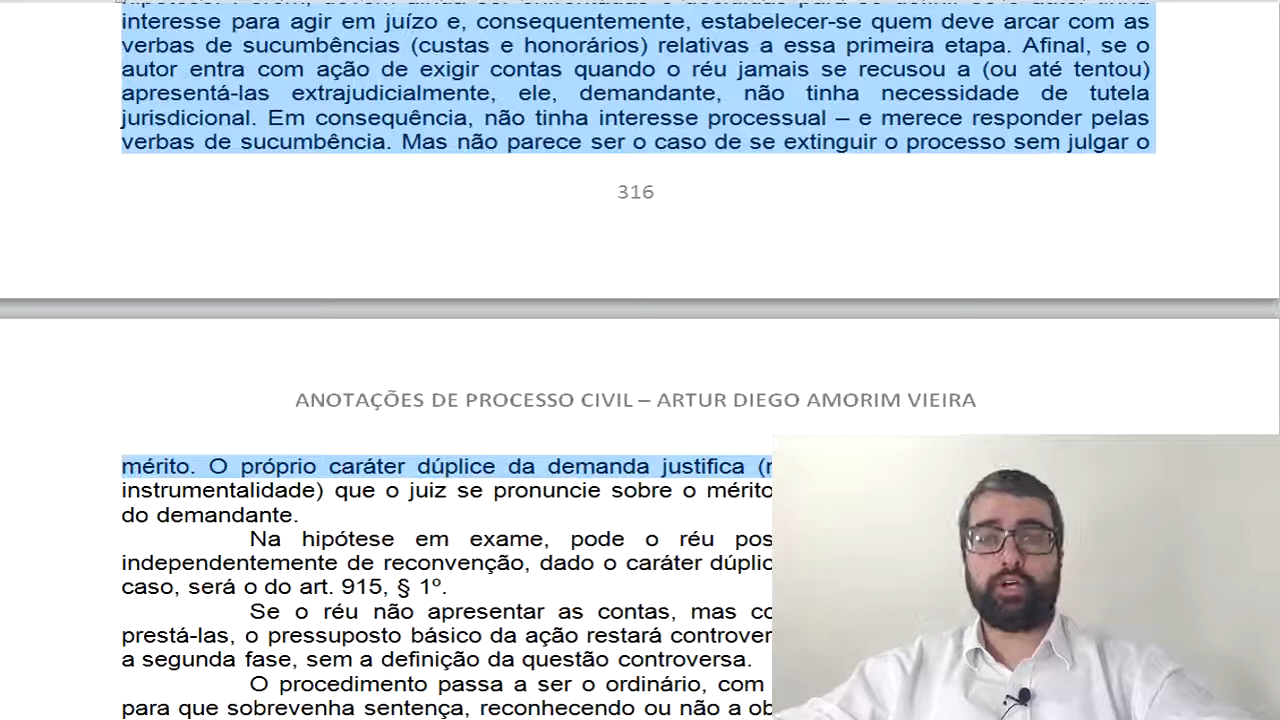 interesse para agir em juízo e, consequentemente, estabelecer-se quem deve arcar com as
verbas de sucumbências (custas e honorários) relativas a essa primeira etapa. Afinal, se o
autor entra com ação de exigir contas quando o réu jamais se recusou a (ou até tentou)
apresentá-las extrajudicialmente, ele, demandante, não tinha necessidade de tutela
jurisdicional. Em consequência, não tinha interesse processual – e merece responder pelas
verbas de sucumbência. Mas não parece ser o caso de se extinguir o processo sem julgar o
316
ANOTAÇÕES DE PROCESSO CIVIL – ARTUR DIEGO AMORIM VIEIRA
mérito. O próprio caráter dúplice da demanda justifica (
instrumentalidade) que o juiz se pronuncie sobre o mérito
do demandante.
Na hipótese em exame, pode o réu pos
independentemente de reconvenção, dado o caráter dúplic
caso, será o do art. 915, § 1º.
Se o réu não apresentar as contas, mas co
prestá-las, o pressuposto básico da ação restará controver
a segunda fase, sem a definição da questão controversa.
O procedimento passa a ser o ordinário, com
para que sobrevenha sentença, reconhecendo ou não a ob